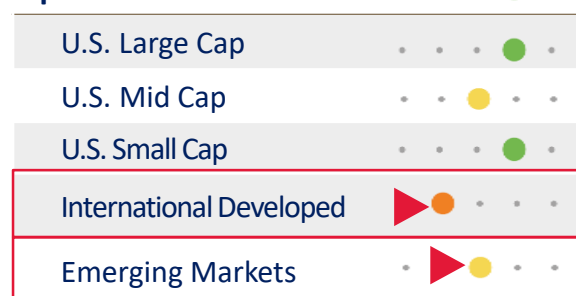 U.S. Large Cap
U.S. Mid Cap
U.S. Small Cap
International Developed
Emerging Markets